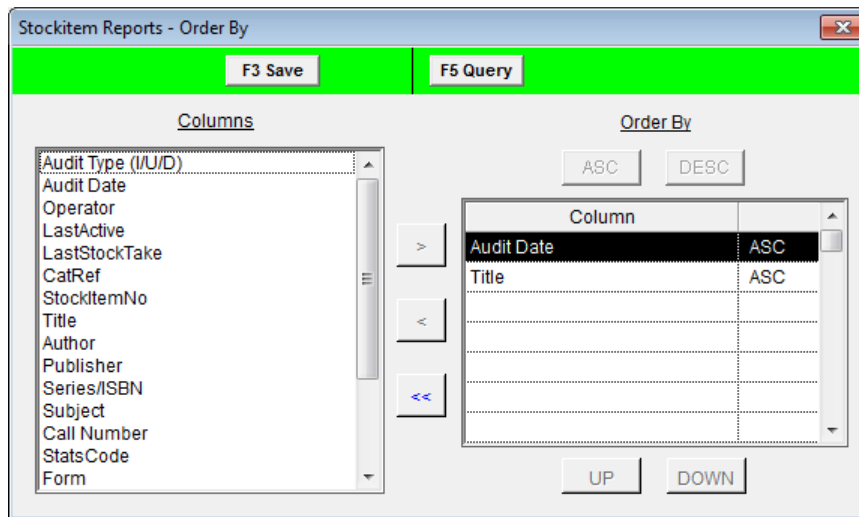 Stockitem Reports - Order By
F3 Save
F5 Query
Columns
Audit Type (I/U/D)
Audit Date
Operator
LastActive
LastStockTake
CatRef
StockItemNo
Title
Author
Publisher
Series/ISBN
Subject
Call Number
StatsCode
Form
>
<
<<
Order By
ASC DESC
Column
Audit Date ASC
Title ASC
UP DOWN